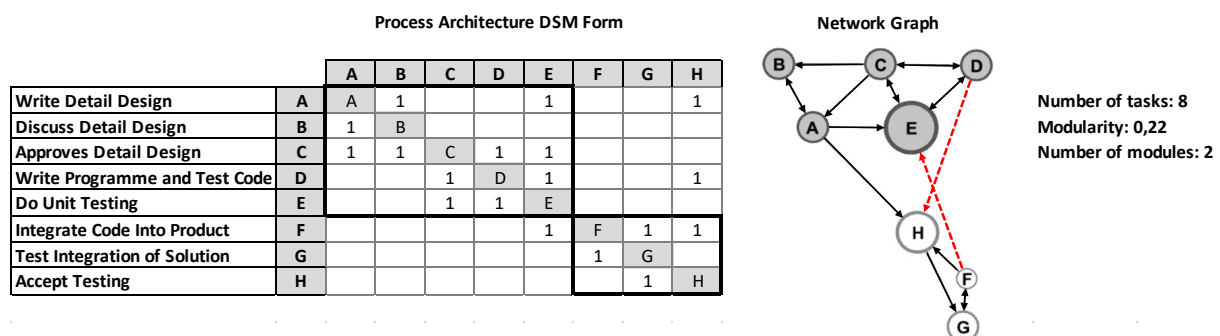 Process Architecture DSM Form
Network Graph
A B C D E F G H
Write Detail Design A A 1 1 1
Discuss Detail Design B 1 B
Approves Detail Design C 1 1 C 1 1
Write Programme and Test Code D 1 D 1 1
Do Unit Testing E 1 1 E
Integrate Code Into Product F 1 F 1 1
Test Integration of Solution G 1 G
Accept Testing H 1 H
B C D
A E
H
F
G
Number of tasks: 8
Modularity: 0,22
Number of modules: 2